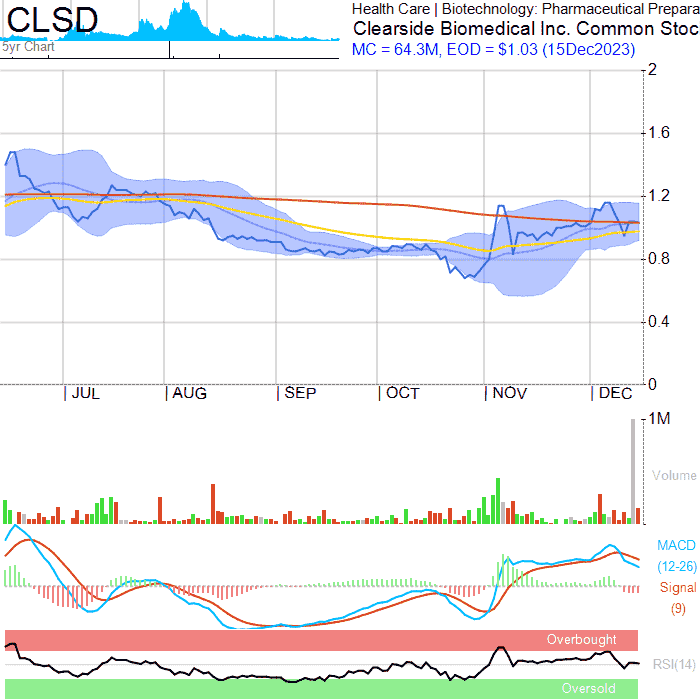 CLSD
5yr Chart
Health Care | Biotechnology: Pharmaceutical Prepara
Clearside Biomedical Inc. Common Stoc
MC = 64.3M, EOD = $1.03 (15Dec2023)
2
1.6
1.2
0.8
0.4
0
| JUL | AUG | SEP | OCT | NOV | DEC
1M
Volume
MACD
(12-26)
Signal
(9)
Overbought
RSI(14)
Oversold